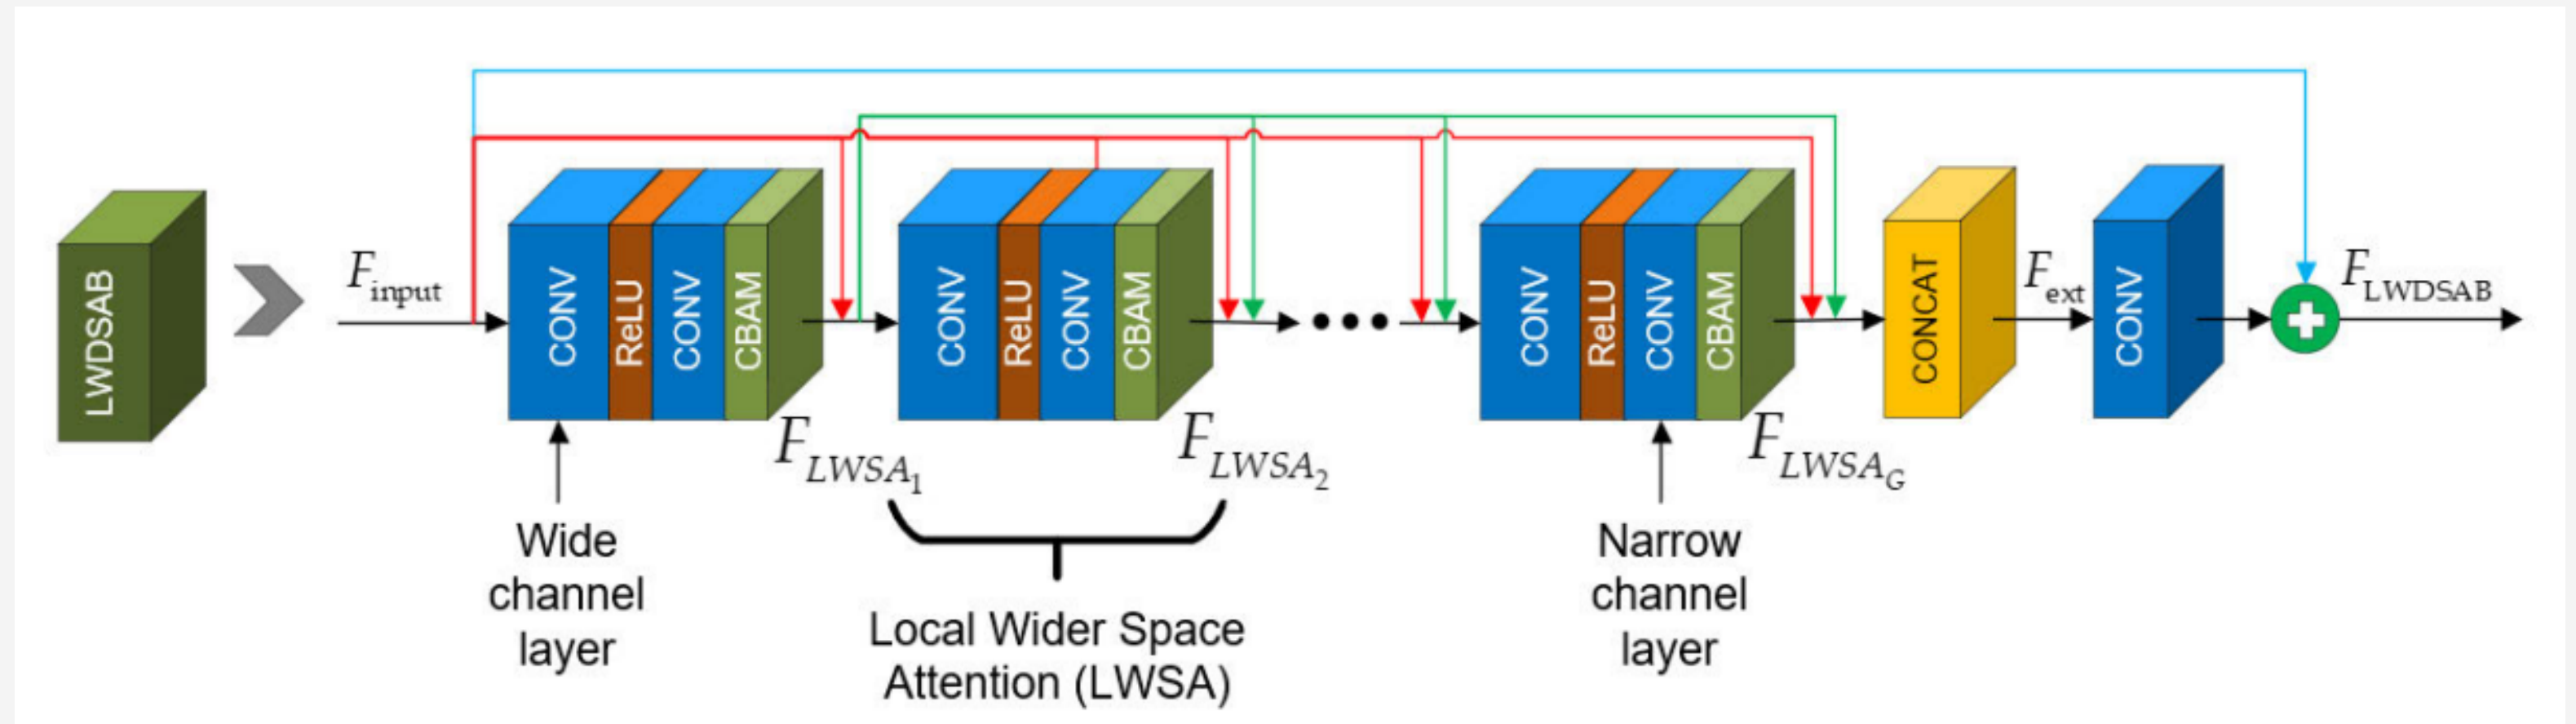 LWDSAB
F_input
CONV
ReLU
CONV
CBAM
F_LWSA_1
CONV
ReLU
CONV
CBAM
F_LWSA_2
CONV
ReLU
CONV
CBAM
F_LWSA_G
CONCAT
F_ext
CONV
F_LWDSAB
Wide
channel
layer
Local Wider Space
Attention (LWSA)
Narrow
channel
layer